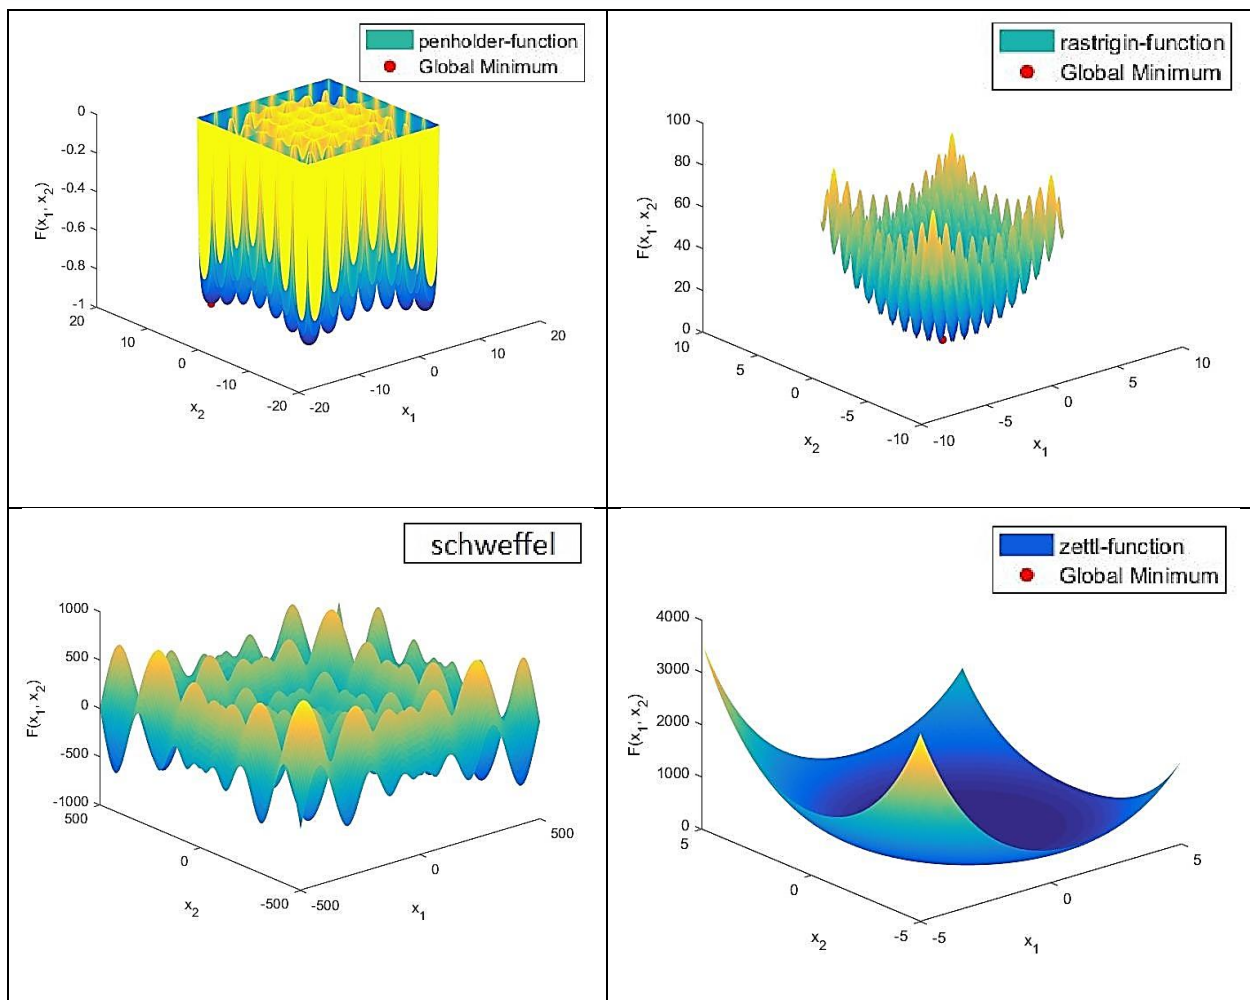 penholder-function
Global Minimum
0
-0.2
-0.4
-0.6
-0.8
-1
F(x1, x2)
20
10
0
-10
-20
x2
-20
-10
0
10
20
x1
rastrigin-function
Global Minimum
100
80
60
40
20
0
F(x1, x2)
10
5
0
-5
-10
x2
-10
-5
0
5
10
x1
schweffel
1000
500
0
-500
-1000
F(x1, x2)
500
0
-500
x2
-500
0
500
x1
zettl-function
Global Minimum
4000
3000
2000
1000
0
F(x1, x2)
5
0
-5
x2
-5
0
5
x1